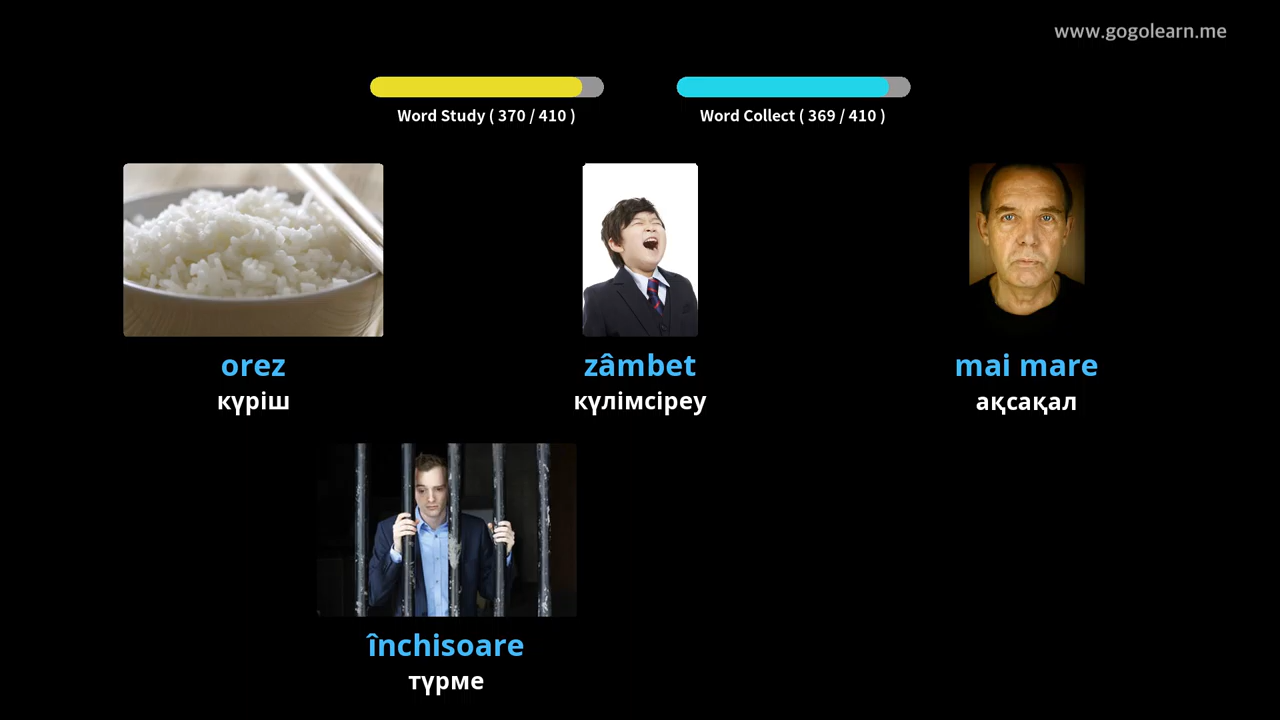 www.gogolearn.me
Word Study ( 370 / 410 )
Word Collect ( 369 / 410 )
orez
күріш
zâmbet
күлімсіреу
mai mare
ақсақал
închisoare
түрме